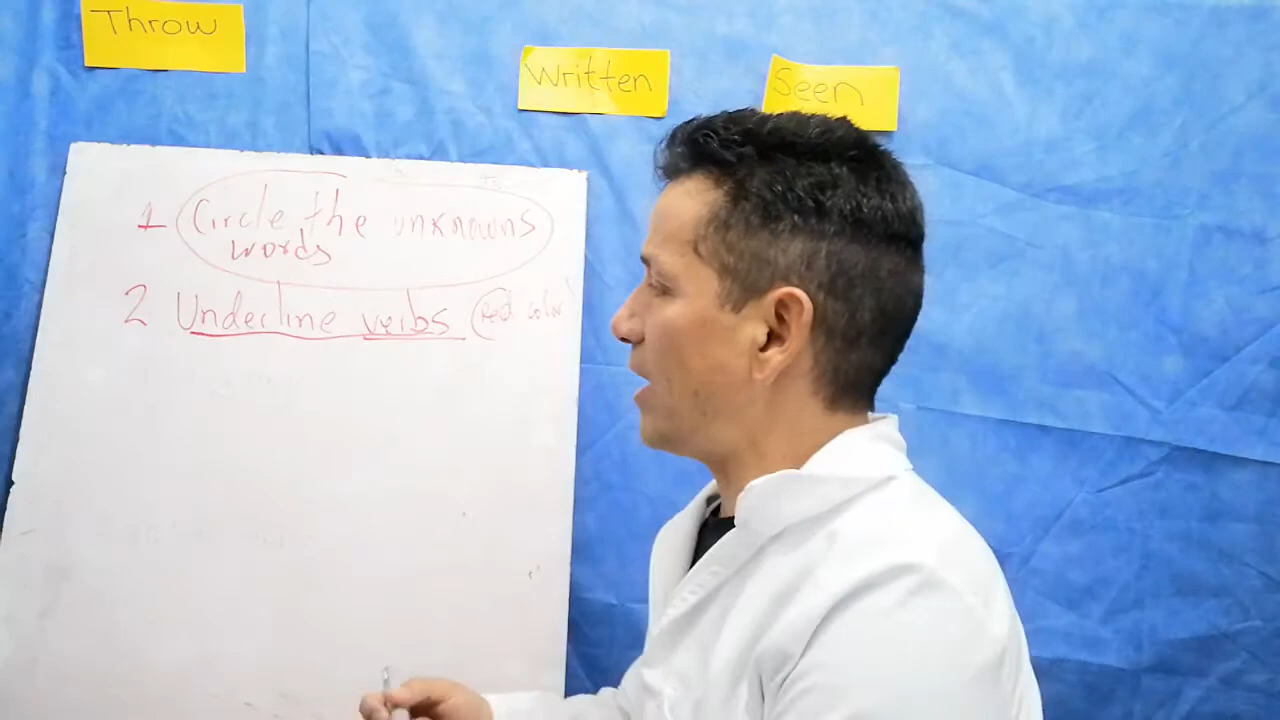 Throw
Written
Seen
1 Circle the unknowns
words
2 Underline verbs (Red color)